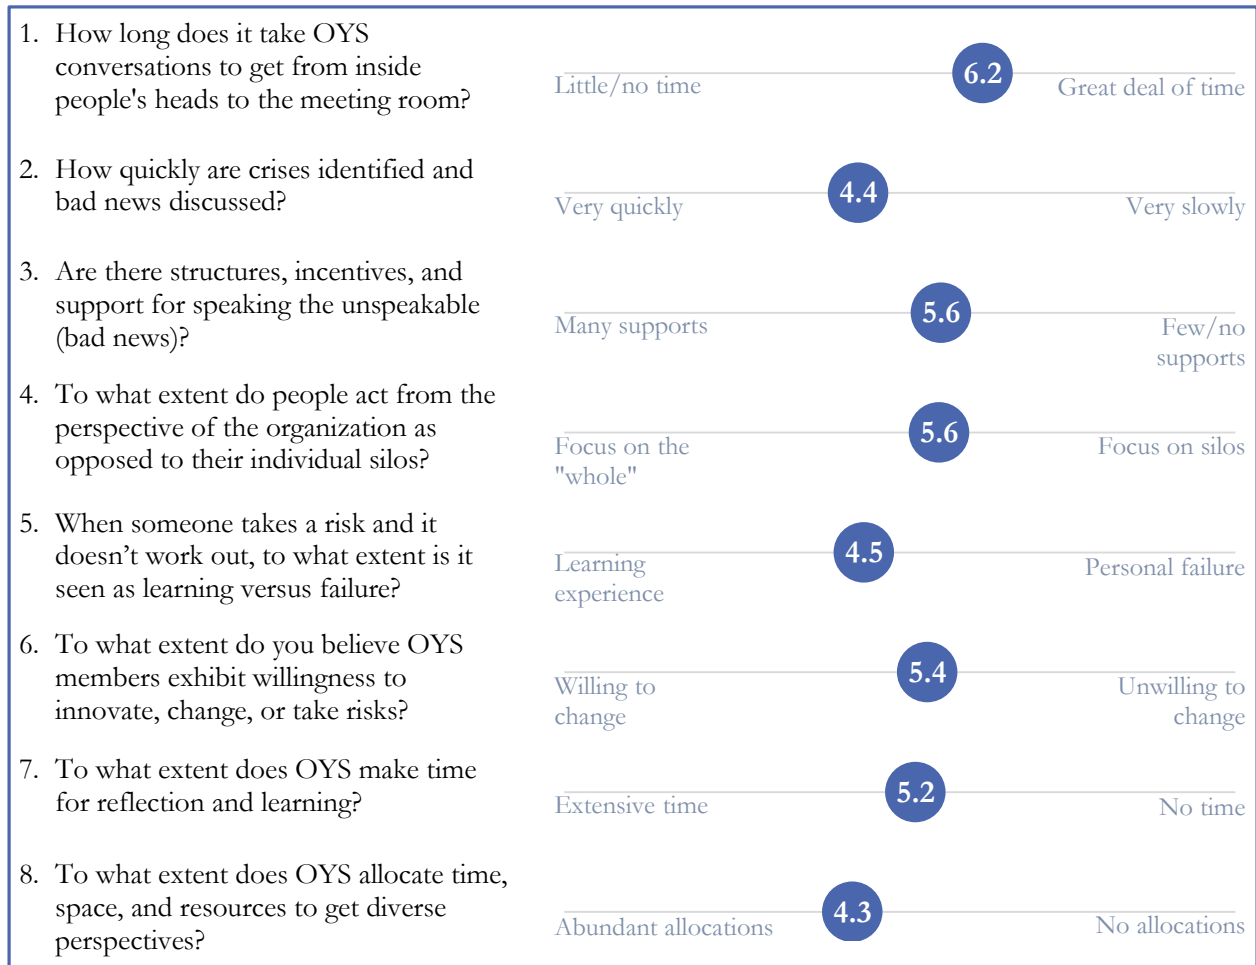 1. How long does it take OYS
conversations to get from inside
people's heads to the meeting room?
Little/no time
6.2
Great deal of time
2. How quickly are crises identified and
bad news discussed?
Very quickly
4.4
Very slowly
3. Are there structures, incentives, and
support for speaking the unspeakable
(bad news)?
Many supports
5.6
Few/no
supports
4. To what extent do people act from the
perspective of the organization as
opposed to their individual silos?
Focus on the
"whole"
5.6
Focus on silos
5. When someone takes a risk and it
doesn’t work out, to what extent is it
seen as learning versus failure?
Learning
experience
4.5
Personal failure
6. To what extent do you believe OYS
members exhibit willingness to
innovate, change, or take risks?
Willing to
change
5.4
Unwilling to
change
7. To what extent does OYS make time
for reflection and learning?
Extensive time
5.2
No time
8. To what extent does OYS allocate time,
space, and resources to get diverse
perspectives?
Abundant allocations
4.3
No allocations